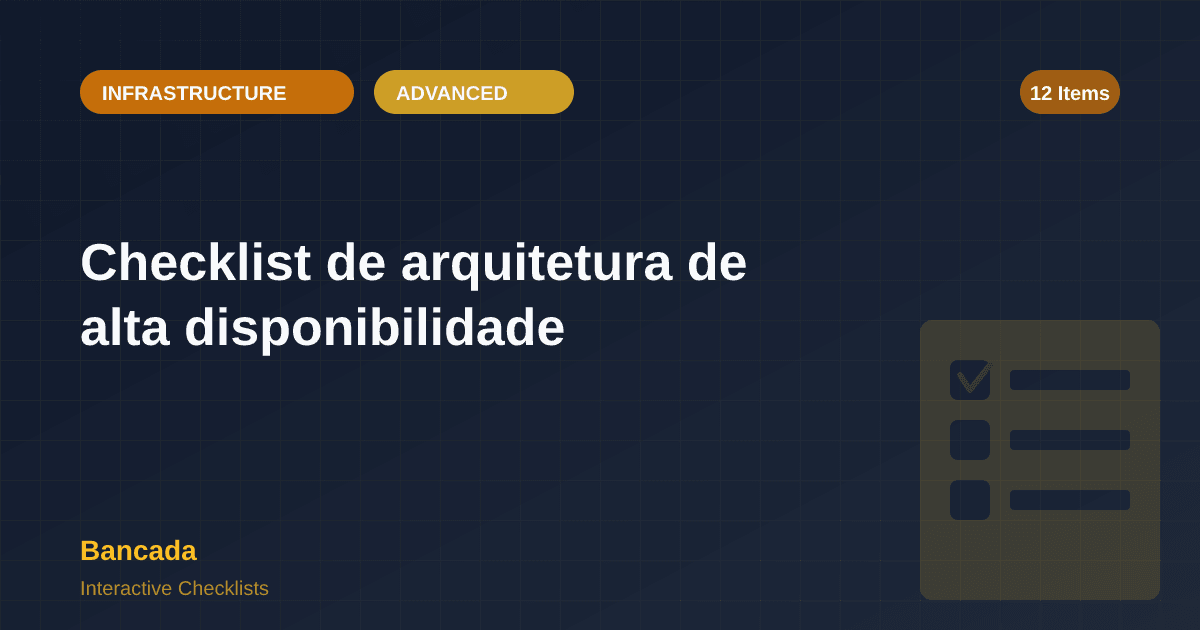 INFRASTRUCTURE
ADVANCED
12 Items
Checklist de arquitetura de
alta disponibilidade
Bancada
Interactive Checklists